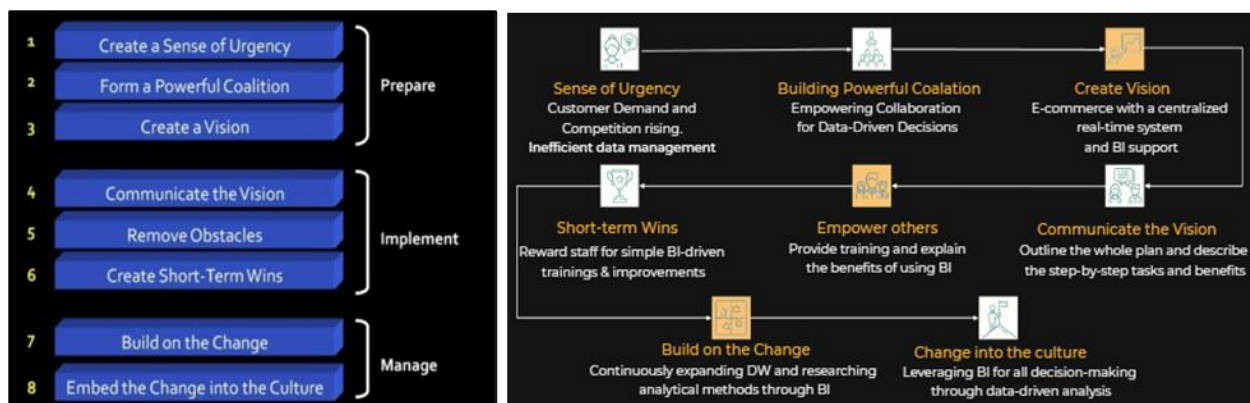 1 Create a Sense of Urgency
2 Form a Powerful Coalition
3 Create a Vision
Prepare
4 Communicate the Vision
5 Remove Obstacles
6 Create Short-Term Wins
Implement
7 Build on the Change
8 Embed the Change into the Culture
Manage
Sense of Urgency
Customer Demand and
Competition rising.
Inefficient data management
Building Powerful Coalation
Empowering Collaboration
for Data-Driven Decisions
Create Vision
E-commerce with a centralized
real-time system
and BI support
Short-term Wins
Reward staff for simple BI-driven
trainings & improvements
Empower others
Provide training and explain
the benefits of using BI
Communicate the Vision
Outline the whole plan and describe
the step-by-step tasks and benefits
Build on the Change
Continuously expanding DW and researching
analytical methods through BI
Change into the culture
Leveraging BI for all decision-making
through data-driven analysis